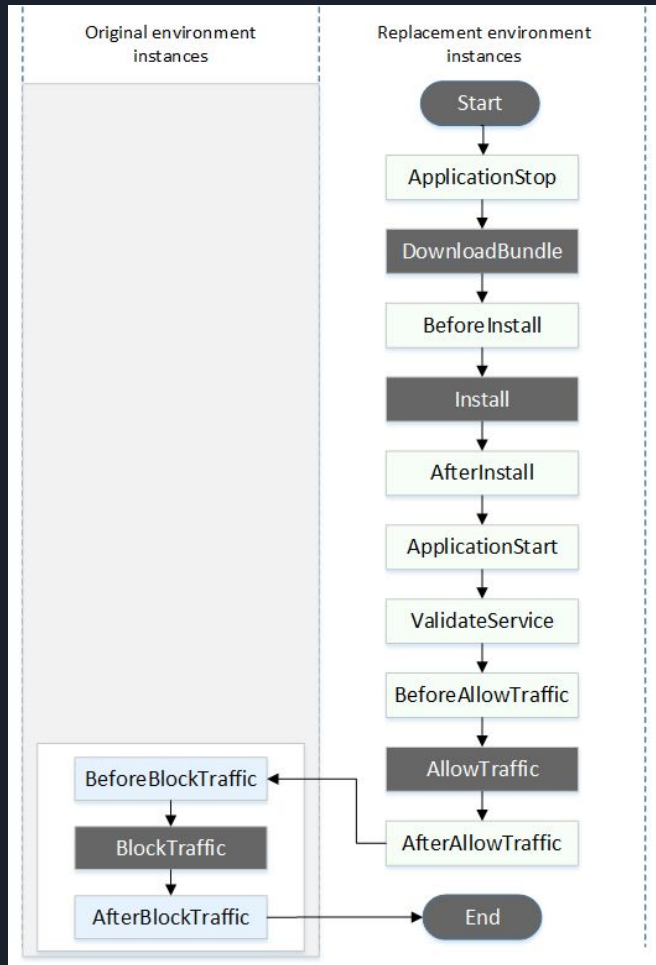 Original environment
instances
Replacement environment
instances
Start
ApplicationStop
DownloadBundle
BeforeInstall
Install
AfterInstall
ApplicationStart
ValidateService
BeforeAllowTraffic
AllowTraffic
AfterAllowTraffic
BeforeBlockTraffic
BlockTraffic
AfterBlockTraffic
End